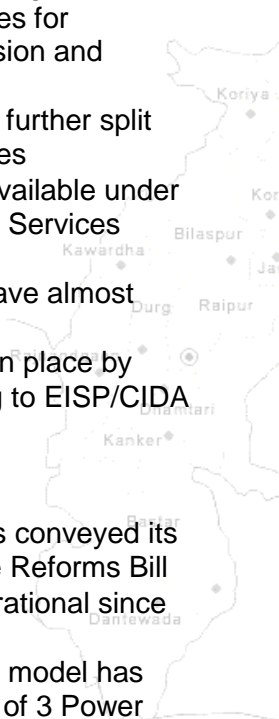 es for
sion and
Koriya
further split
es
vailable under
Services
Kor
Bilaspur
Kawardha
Ja
ave almost
Durg Raipur
n place by
g to EISP/CIDA
Dhamtari
Kanker
s conveyed its
Bastar
e Reforms Bill
rational since
Dantewada
model has
of 3 Power